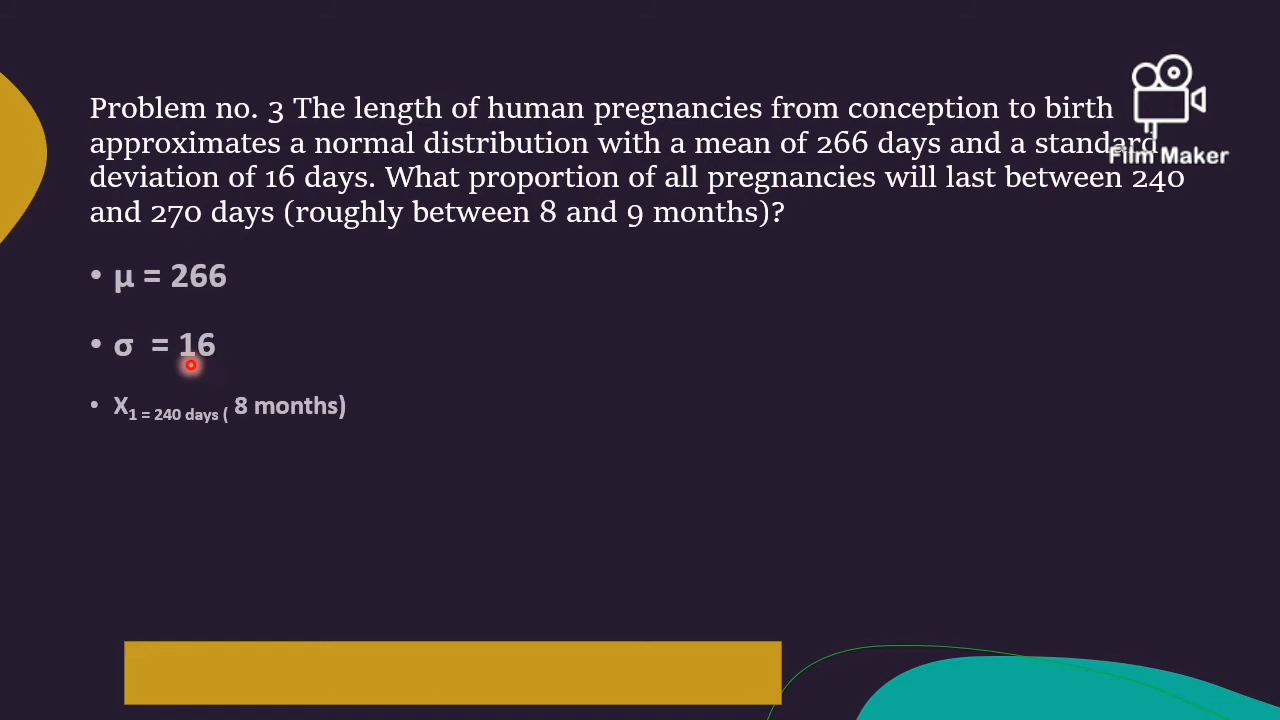 Problem no. 3 The length of human pregnancies from conception to birth
approximates a normal distribution with a mean of 266 days and a standard
deviation of 16 days. What proportion of all pregnancies will last between 240
and 270 days (roughly between 8 and 9 months)?
• μ = 266
• σ = 16
• X1 = 240 days ( 8 months)
Film Maker